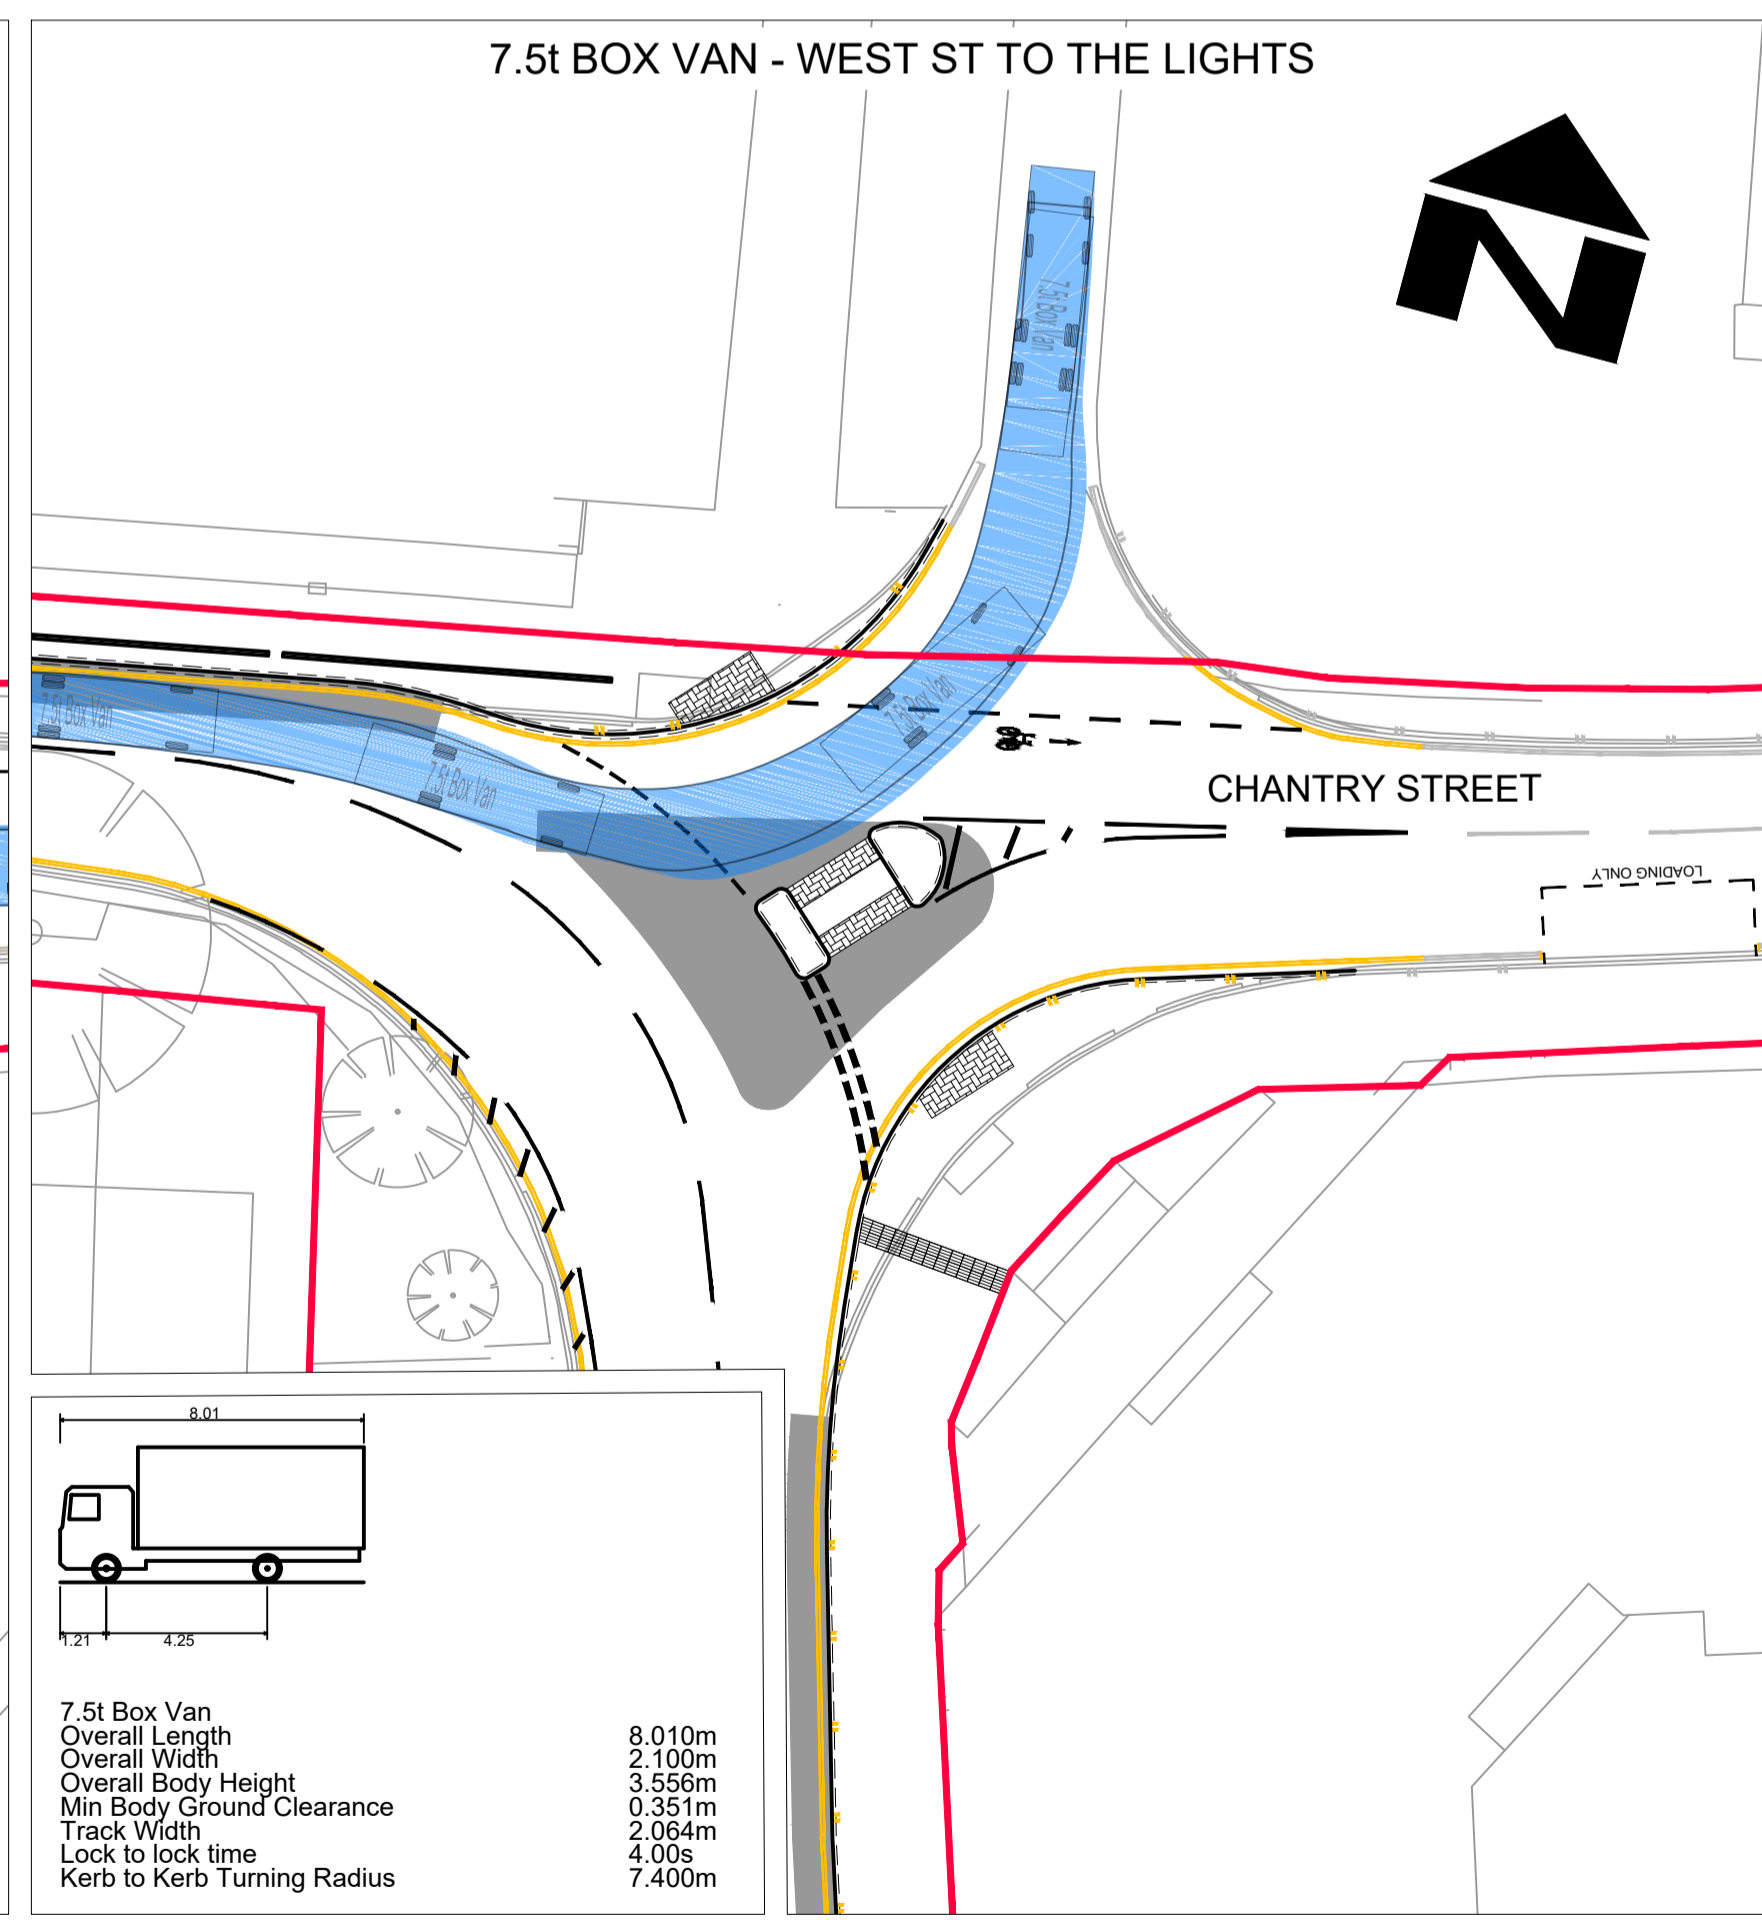 7.5t BOX VAN - WEST ST TO THE LIGHTS
7.5t Box Van
7.5t Box Van
7.5t Box Van
7.5t Box Van
CHANTRY STREET
LOADING ONLY
N
8.01
1.21
4.25
7.5t Box Van
Overall Length 8.010m
Overall Width 2.100m
Overall Body Height 3.556m
Min Body Ground Clearance 0.351m
Track Width 2.064m
Lock to lock time 4.00s
Kerb to Kerb Turning Radius 7.400m